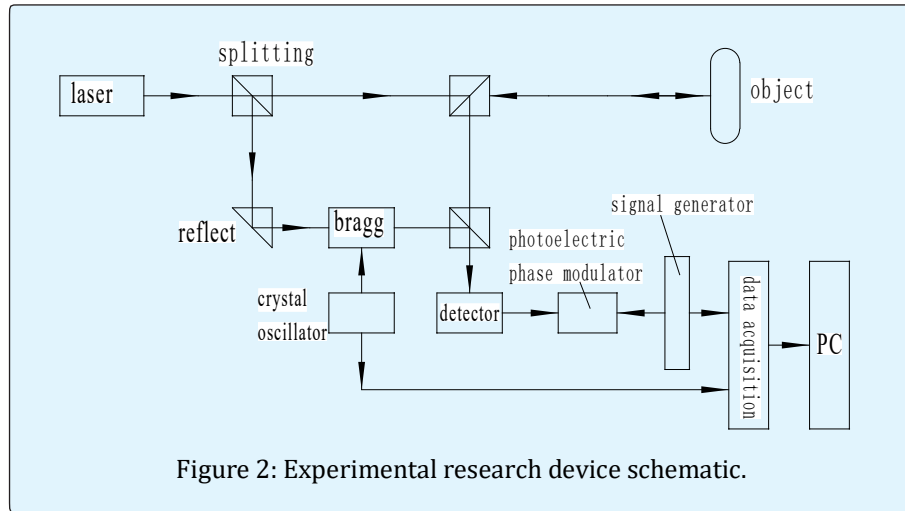 splitting
laser
object
reflect
bragg
signal generator
photoelectric
phase modulator
crystal
oscillator
detector
data acquisition
PC
Figure 2: Experimental research device schematic.